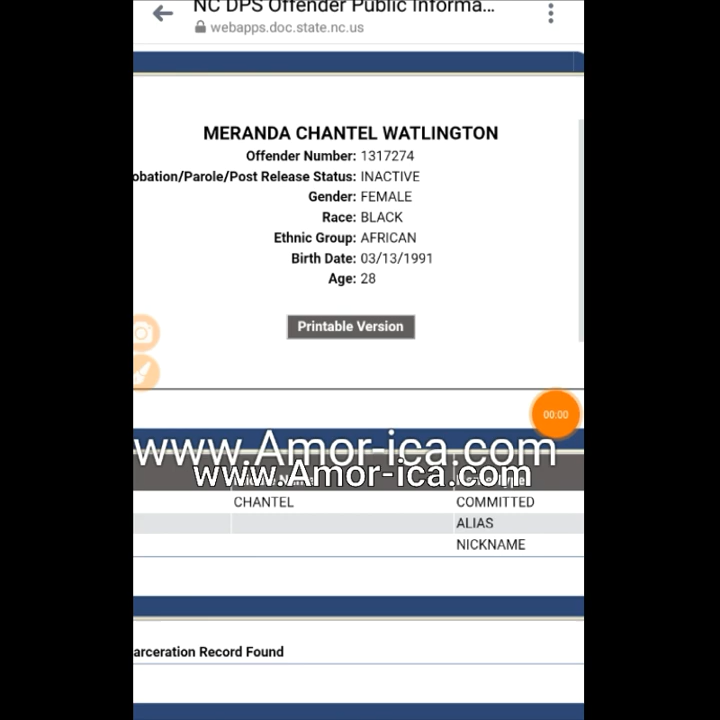 NC DPS Offender Public Informa...
webapps.doc.state.nc.us
MERANDA CHANTEL WATLINGTON
Offender Number: 1317274
obation/Parole/Post Release Status: INACTIVE
Gender: FEMALE
Race: BLACK
Ethnic Group: AFRICAN
Birth Date: 03/13/1991
Age: 28
Printable Version
00:00
www.Amor-ica.com
www.Amor-ica.com
CHANTEL COMMITTED
ALIAS
NICKNAME
arceration Record Found